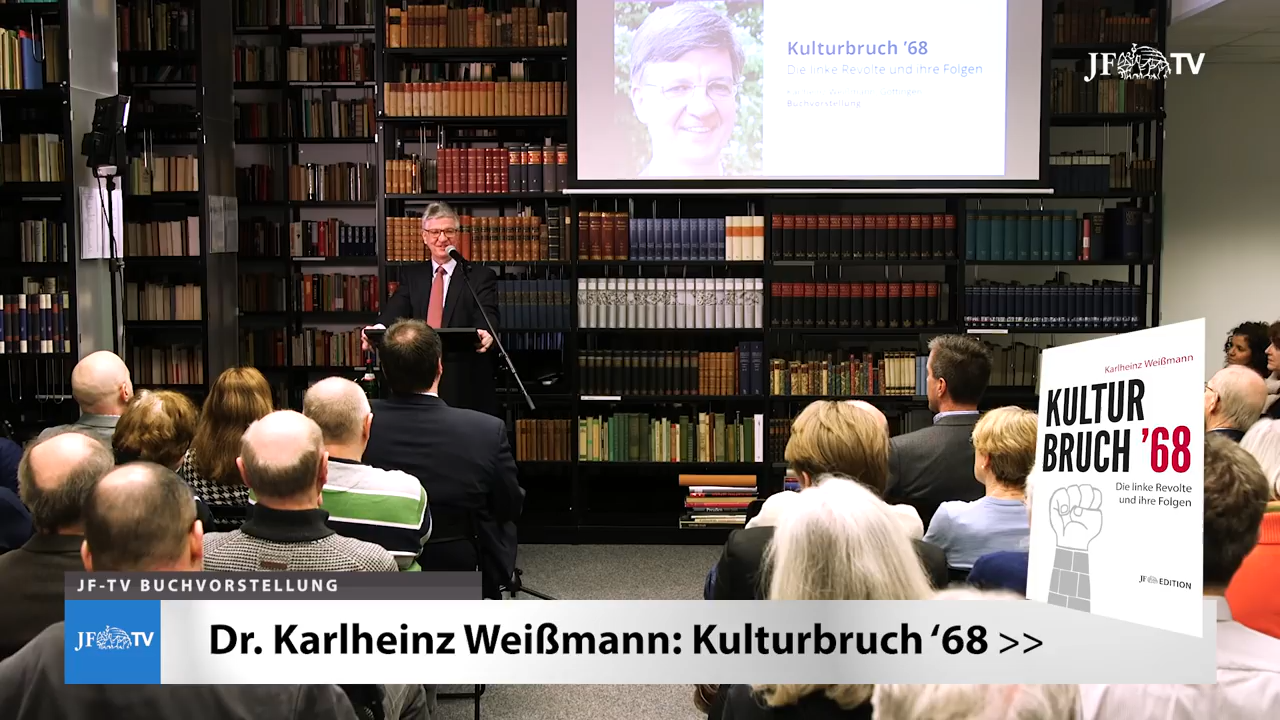 Kulturbruch ’68
Die linke Revolte und ihre Folgen
Buchvorstellung
JF TV
Karlheinz Weißmann
KULTUR
BRUCH ’68
Die linke Revolte
und ihre Folgen
JF EDITION
JF-TV BUCHVORSTELLUNG
JF TV
Dr. Karlheinz Weißmann: Kulturbruch ‘68 >>